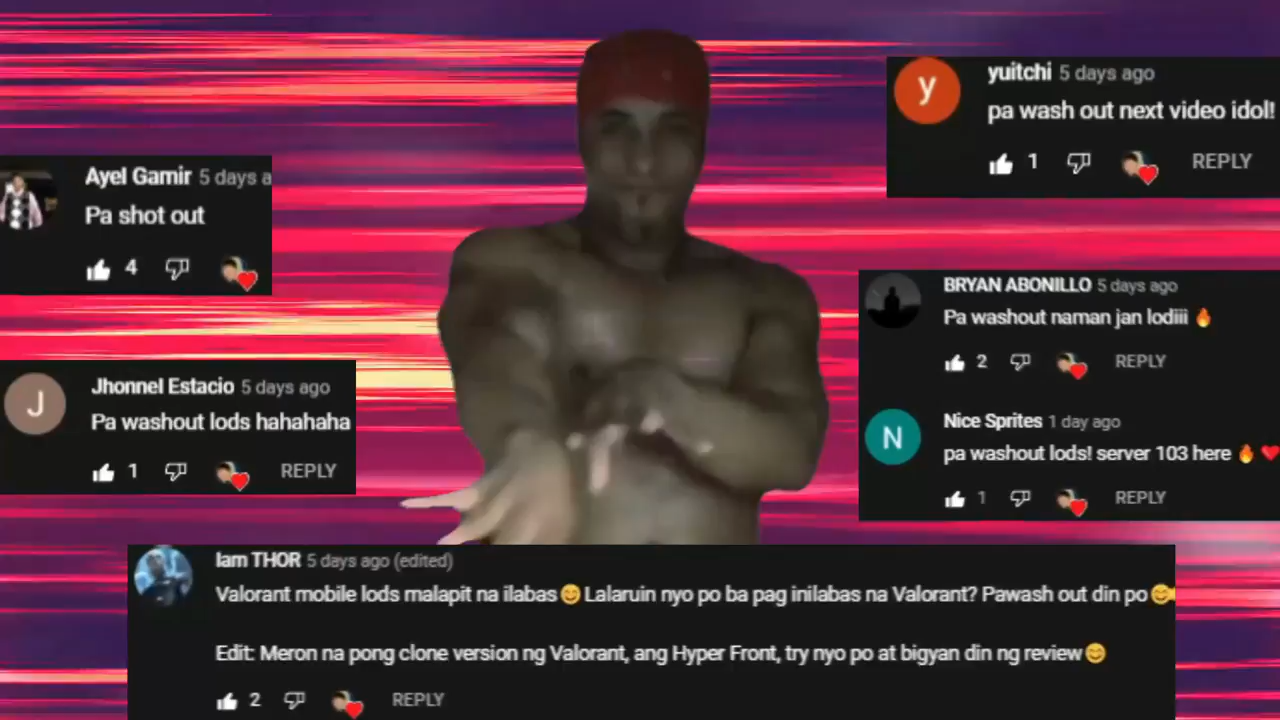 y
yuitchi 5 days ago
pa wash out next video idol!
1 REPLY
Ayel Gamir 5 days a
Pa shot out
4
BRYAN ABONILLO 5 days ago
Pa washout naman jan lodiii 🔥
2 REPLY
J
Jhonnel Estacio 5 days ago
Pa washout lods hahahaha
1 REPLY
N
Nice Sprites 1 day ago
pa washout lods! server 103 here 🔥 ❤
1 REPLY
Iam THOR 5 days ago (edited)
Valorant mobile lods malapit na ilabas😊 Lalaruin nyo po ba pag inilabas na Valorant? Pawash out din po😊
Edit: Meron na pong clone version ng Valorant, ang Hyper Front, try nyo po at bigyan din ng review😊
2 REPLY